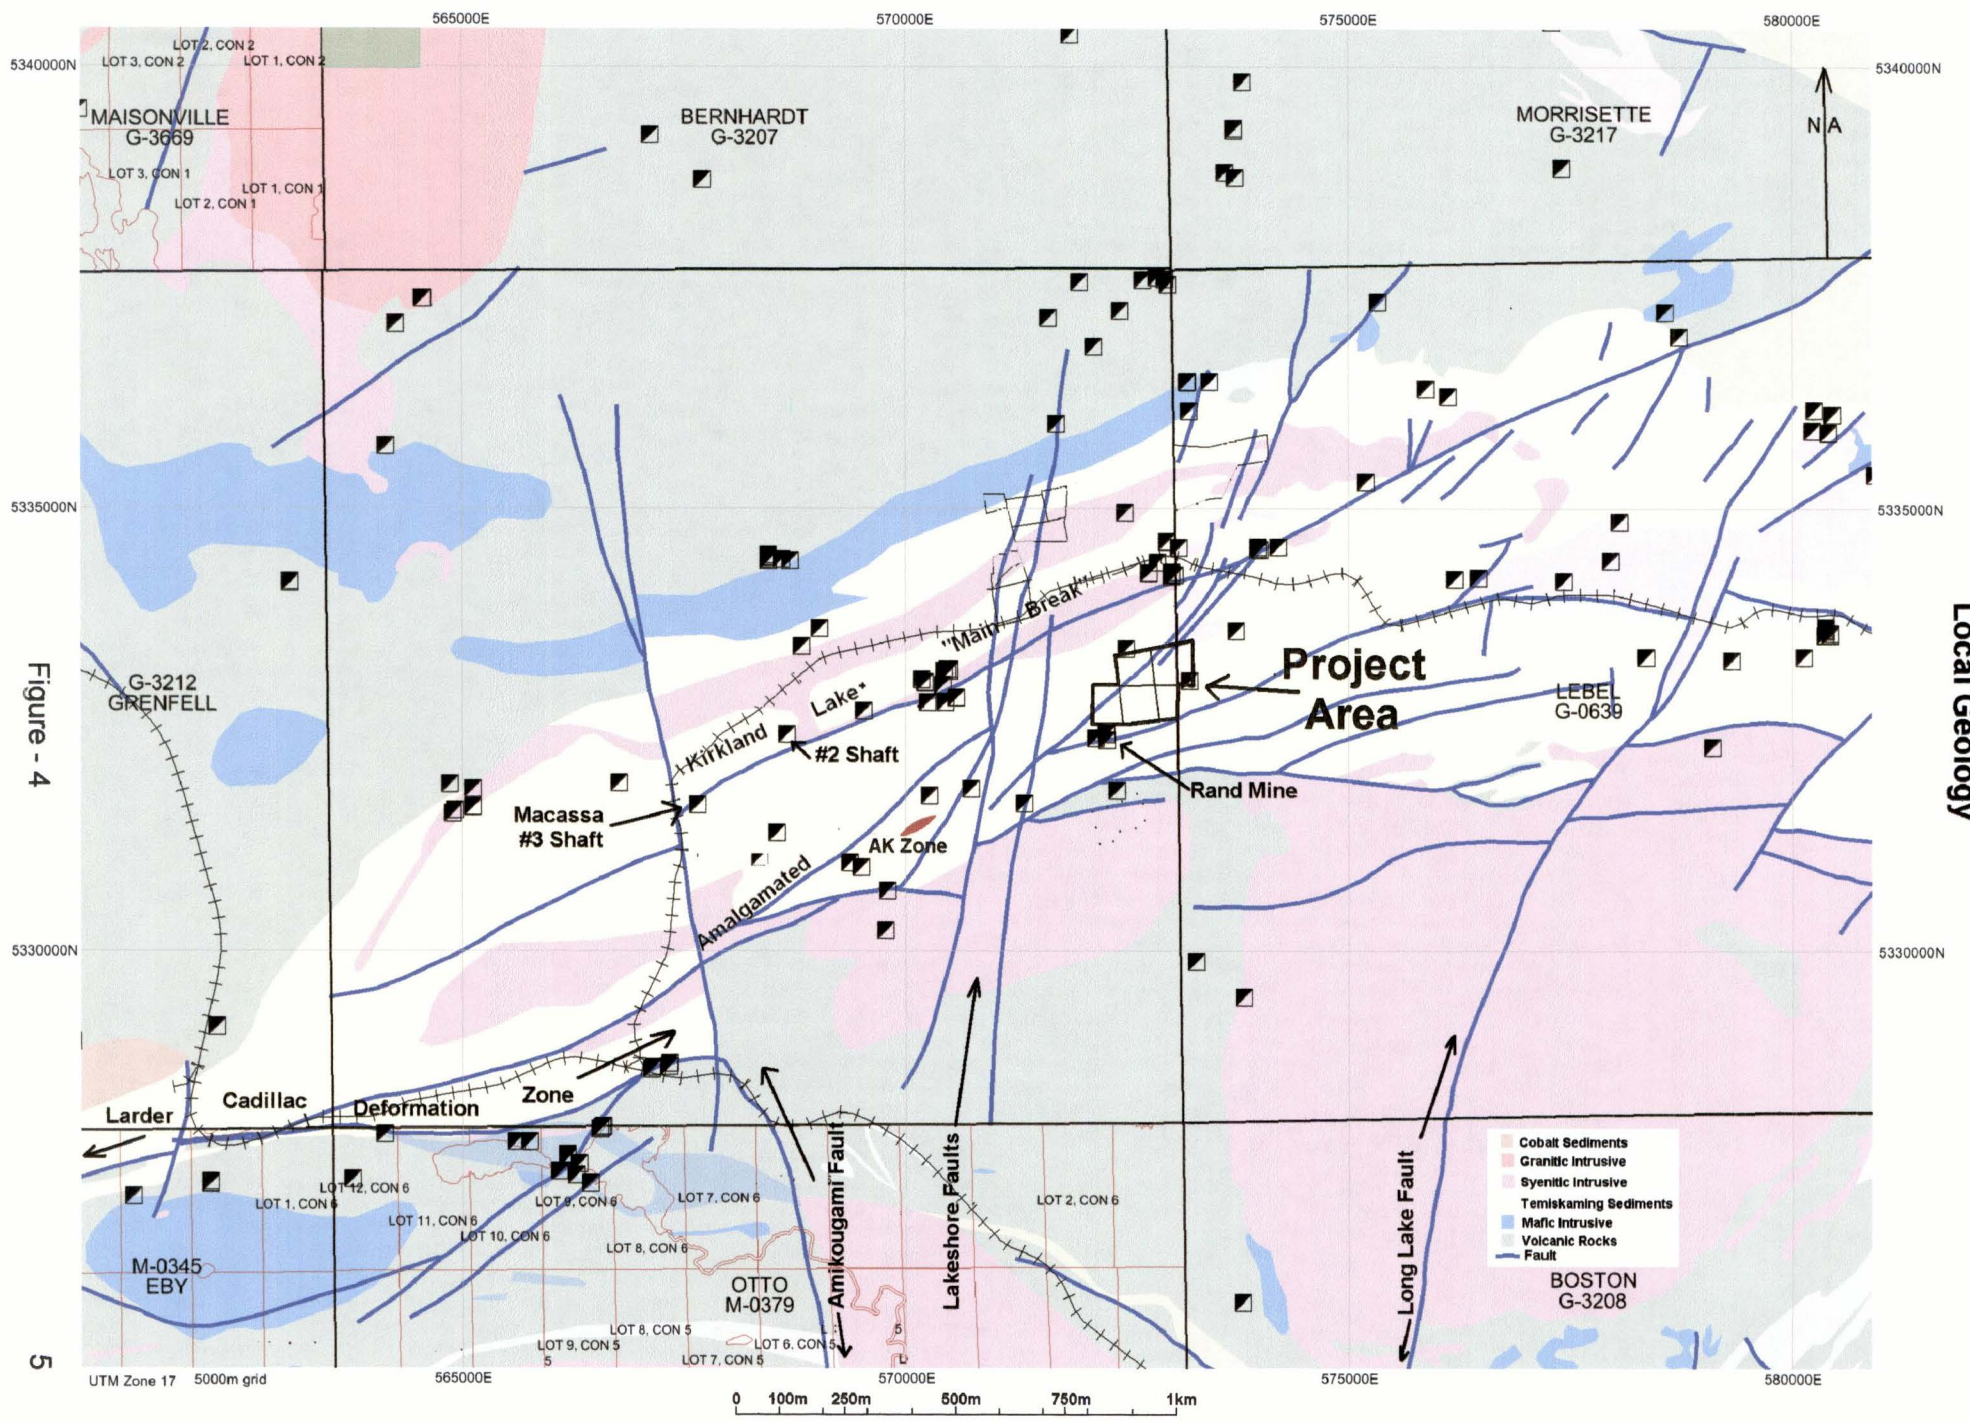 565000E
570000E
575000E
580000E
5340000N
5340000N
LOT 2, CON 2
LOT 3, CON 2
LOT 1, CON 2
MAISONVILLE
G-3669
BERNHARDT
G-3207
MORRISETTE
G-3217
N
LOT 3, CON 1
LOT 1, CON 1
LOT 2, CON 1
5335000N
5335000N
"Main Break"
Kirkland Lake
Project
Area
G-3212
GRENFELL
LEBEL
G-0639
Figure - 4
Local Geology
#2 Shaft
Rand Mine
Macassa
#3 Shaft
AK Zone
Amalgamated
5330000N
5330000N
Larder
Cadillac
Deformation
Zone
Amikougami Fault
Lakeshore Faults
Long Lake Fault
Cobalt Sediments
Granitic Intrusive
Syenitic Intrusive
Temiskaming Sediments
Mafic Intrusive
Volcanic Rocks
Fault
LOT 1, CON 6
LOT 12, CON 6
LOT 11, CON 6
LOT 10, CON 6
LOT 9, CON 6
LOT 8, CON 6
LOT 7, CON 6
LOT 2, CON 6
M-0345
EBY
OTTO
M-0379
BOSTON
G-3208
LOT 8, CON 5
LOT 9, CON 5
5
LOT 6, CON 5
LOT 7, CON 5
5
5
UTM Zone 17 5000m grid
565000E
570000E
575000E
580000E
0 100m 250m 500m 750m 1km